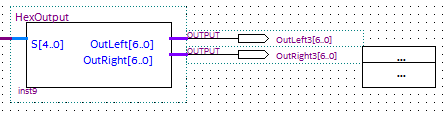 HexOutput
S[4..0] OutLeft[6..0]
OutRight[6..0]
inst9
OUTPUT OutLeft3[6..0]
OUTPUT OutRight3[6..0]
...
...